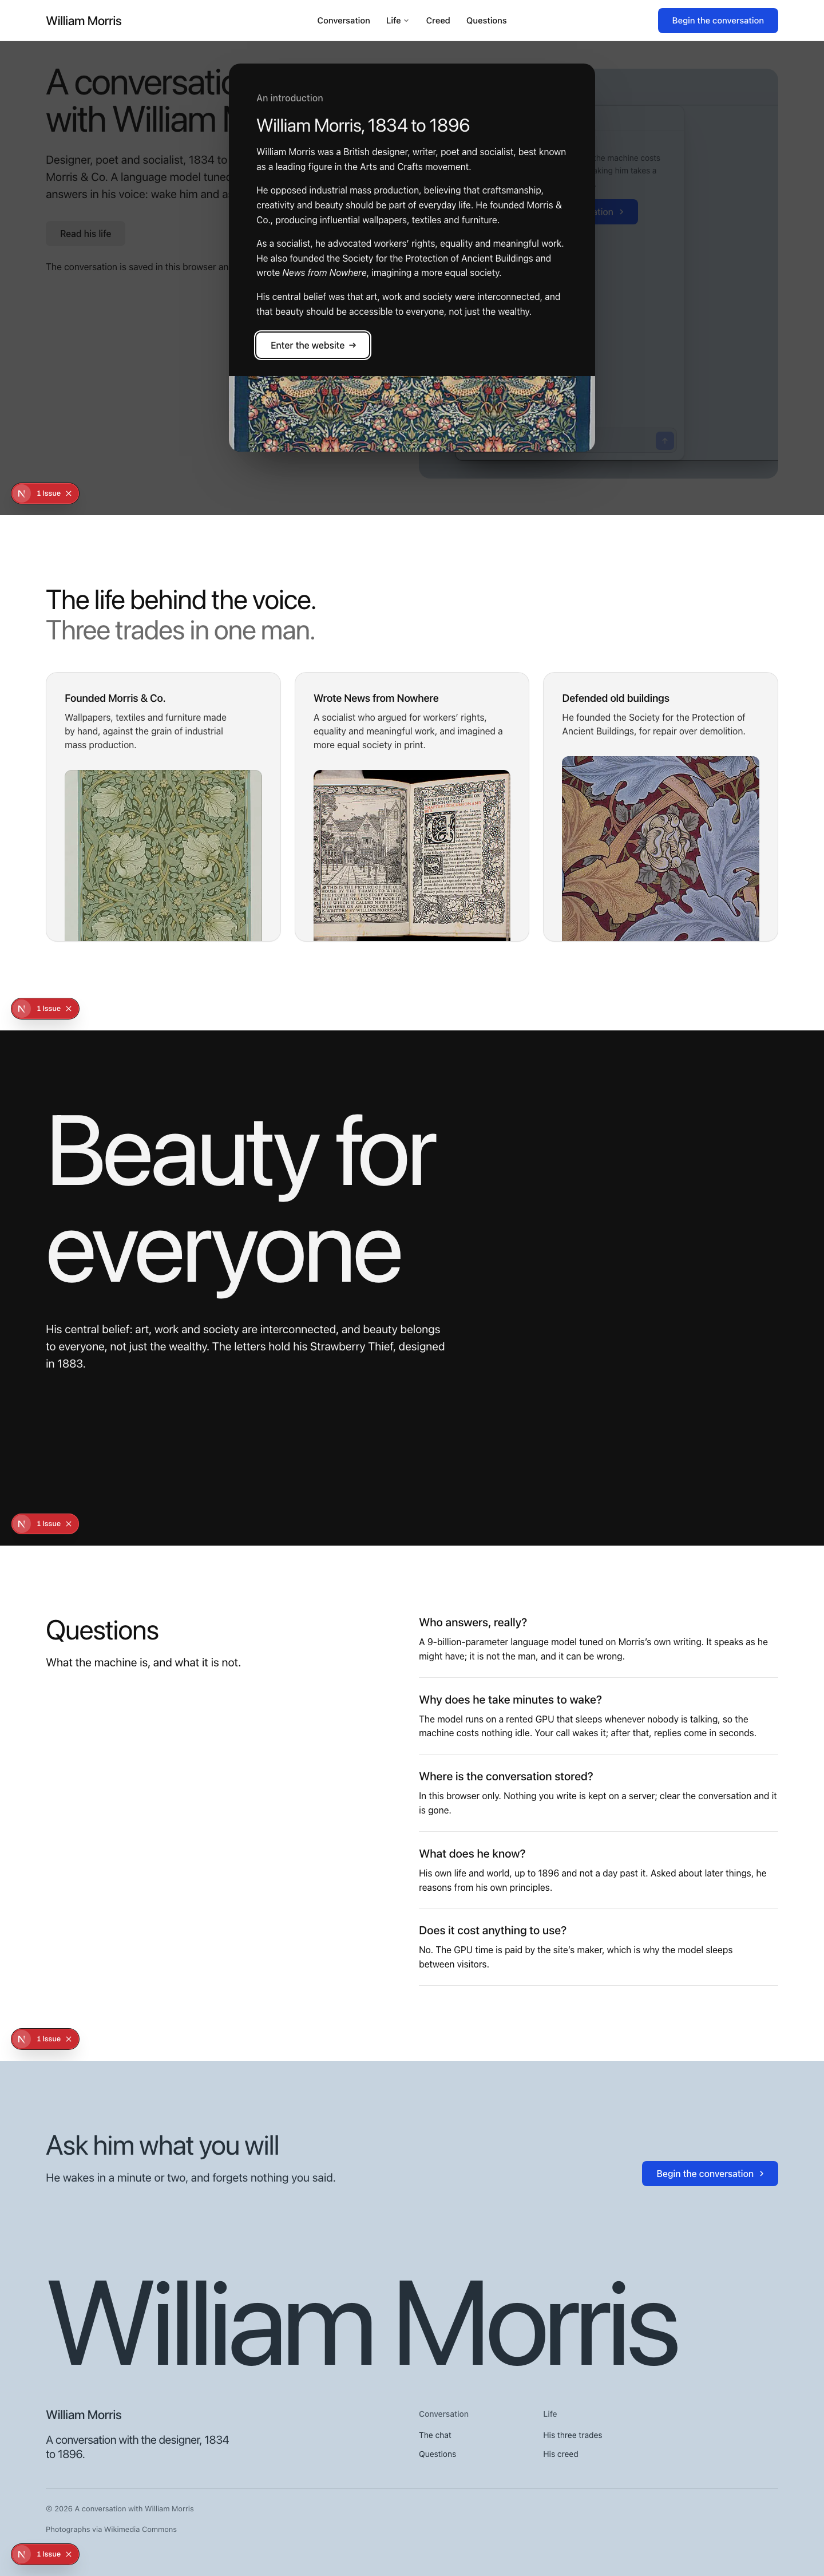 William Morris
Conversation
Life
Creed
Questions
Begin the conversation
A conversatio
with William M
Designer, poet and socialist, 1834 to
Morris & Co. A language model tuned
answers in his voice: wake him and a
Read his life
The conversation is saved in this browser an
An introduction
William Morris, 1834 to 1896
William Morris was a British designer, writer, poet and socialist, best known
as a leading figure in the Arts and Crafts movement.
He opposed industrial mass production, believing that craftsmanship,
creativity and beauty should be part of everyday life. He founded Morris &
Co., producing influential wallpapers, textiles and furniture.
As a socialist, he advocated workers' rights, equality and meaningful work.
He also founded the Society for the Protection of Ancient Buildings and
wrote News from Nowhere, imagining a more equal society.
His central belief was that art, work and society were interconnected, and
that beauty should be accessible to everyone, not just the wealthy.
Enter the website →
he machine costs
aking him takes a
ation
1 Issue
The life behind the voice.
Three trades in one man.
Founded Morris & Co.
Wallpapers, textiles and furniture made
by hand, against the grain of industrial
mass production.
Wrote News from Nowhere
A socialist who argued for workers' rights,
equality and meaningful work, and imagined a
more equal society in print.
Defended old buildings
He founded the Society for the Protection of
Ancient Buildings, for repair over demolition.
1 Issue
Beauty for
everyone
His central belief: art, work and society are interconnected, and beauty belongs
to everyone, not just the wealthy. The letters hold his Strawberry Thief, designed
in 1883.
1 Issue
Questions
What the machine is, and what it is not.
Who answers, really?
A 9-billion-parameter language model tuned on Morris's own writing. It speaks as he
might have; it is not the man, and it can be wrong.
Why does he take minutes to wake?
The model runs on a rented GPU that sleeps whenever nobody is talking, so the
machine costs nothing idle. Your call wakes it; after that, replies come in seconds.
Where is the conversation stored?
In this browser only. Nothing you write is kept on a server; clear the conversation and it
is gone.
What does he know?
His own life and world, up to 1896 and not a day past it. Asked about later things, he
reasons from his own principles.
Does it cost anything to use?
No. The GPU time is paid by the site's maker, which is why the model sleeps
between visitors.
1 Issue
Ask him what you will
He wakes in a minute or two, and forgets nothing you said.
Begin the conversation
William Morris
William Morris
A conversation with the designer, 1834
to 1896.
Conversation
The chat
Questions
Life
His three trades
His creed
© 2026 A conversation with William Morris
Photographs via Wikimedia Commons
1 Issue